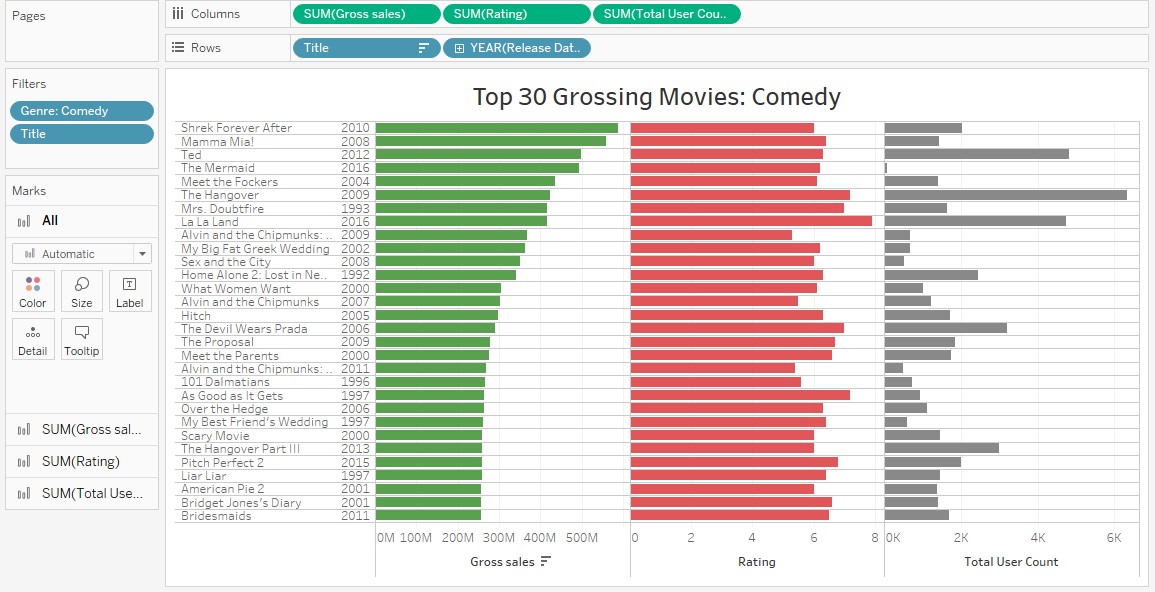 Pages
Columns SUM(Gross sales) SUM(Rating) SUM(Total User Cou..
Rows Title YEAR(Release Dat..
Filters
Genre: Comedy
Title
Marks
All
Automatic
Color Size Label
Detail Tooltip
SUM(Gross sal...
SUM(Rating)
SUM(Total Use...
Top 30 Grossing Movies: Comedy
Shrek Forever After 2010
Mamma Mia! 2008
Ted 2012
The Mermaid 2016
Meet the Fockers 2004
The Hangover 2009
Mrs. Doubtfire 1993
La La Land 2016
Alvin and the Chipmunks: .. 2009
My Big Fat Greek Wedding 2002
Sex and the City 2008
Home Alone 2: Lost in Ne.. 1992
What Women Want 2000
Alvin and the Chipmunks 2007
Hitch 2005
The Devil Wears Prada 2006
The Proposal 2009
Meet the Parents 2000
Alvin and the Chipmunks: .. 2011
101 Dalmatians 1996
As Good as It Gets 1997
Over the Hedge 2006
My Best Friend's Wedding 1997
Scary Movie 2000
The Hangover Part III 2013
Pitch Perfect 2 2015
Liar Liar 1997
American Pie 2 2001
Bridget Jones's Diary 2001
Bridesmaids 2011
0M 100M 200M 300M 400M 500M 0 2 4 6 8 0K 2K 4K 6K
Gross sales Rating Total User Count